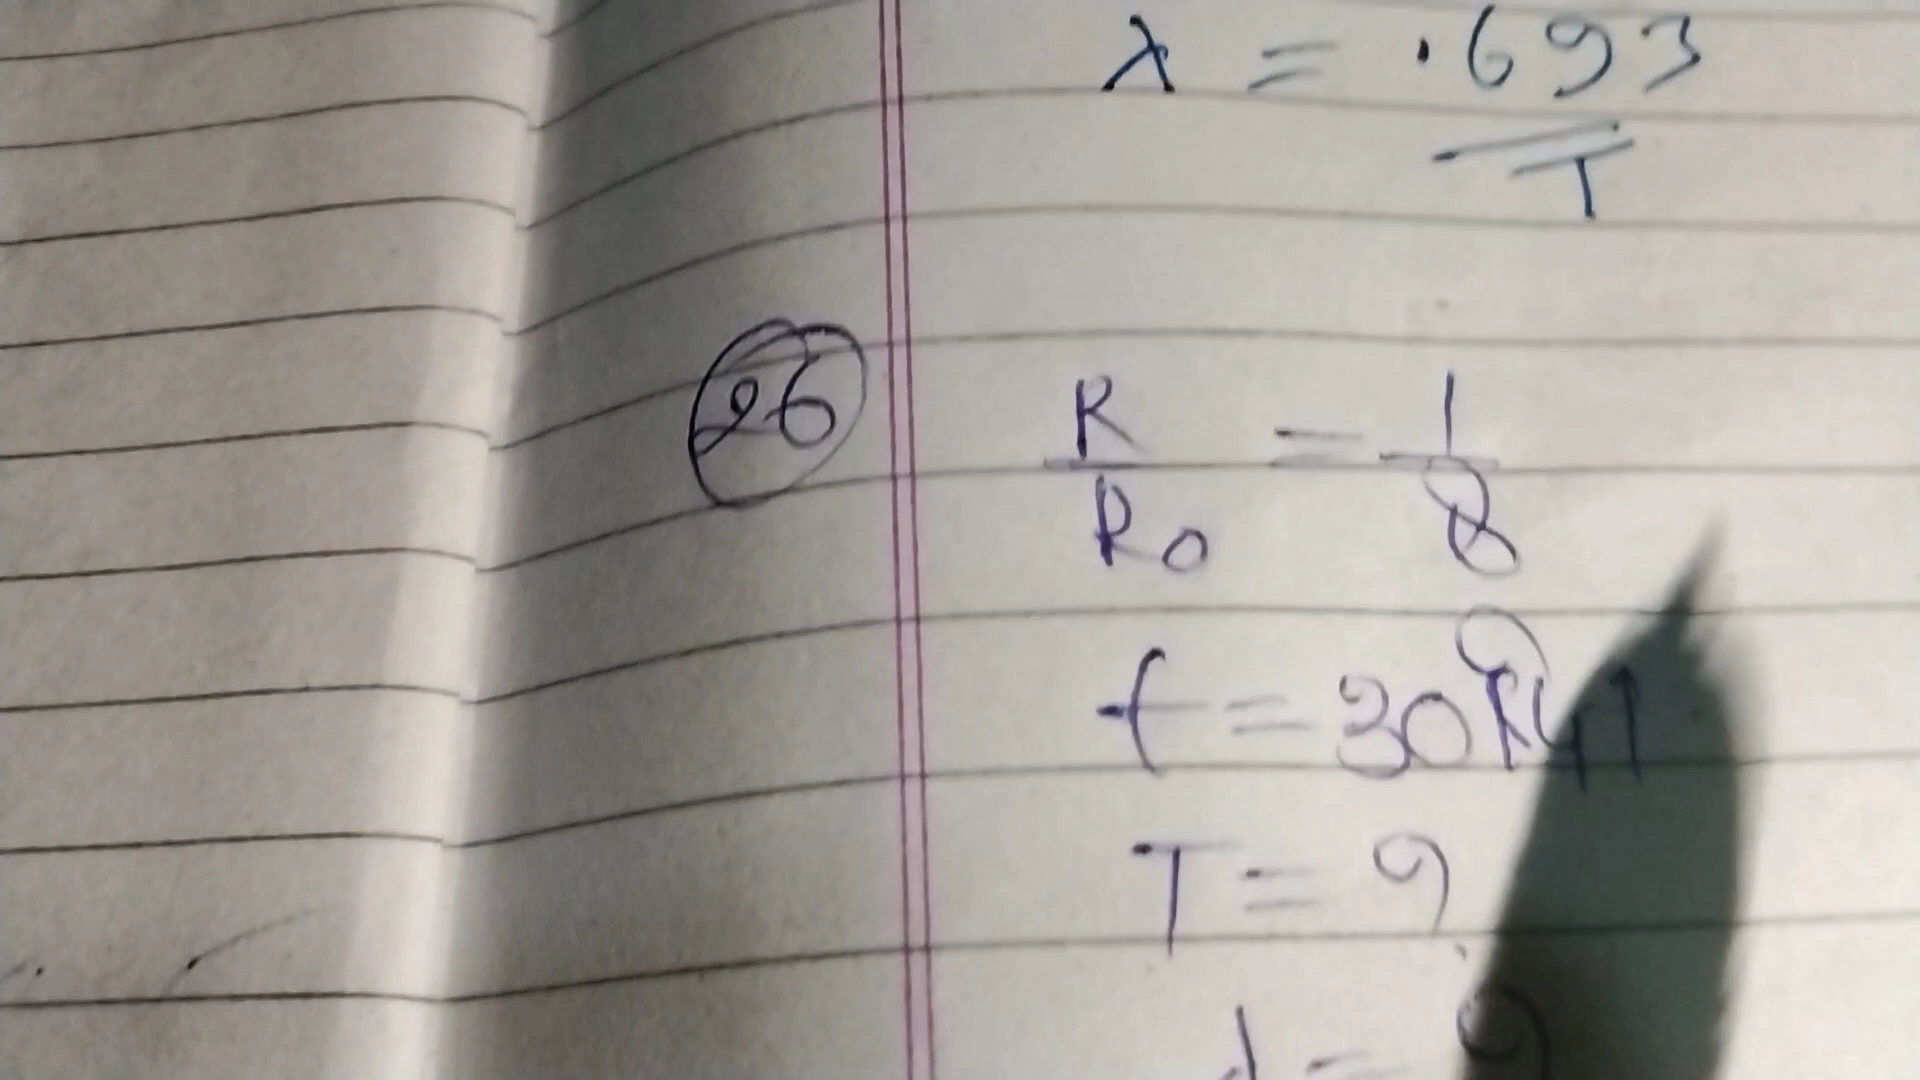 λ = .693
T
26
R = 1
R0 8
t = 30
T = ?
λ = ?